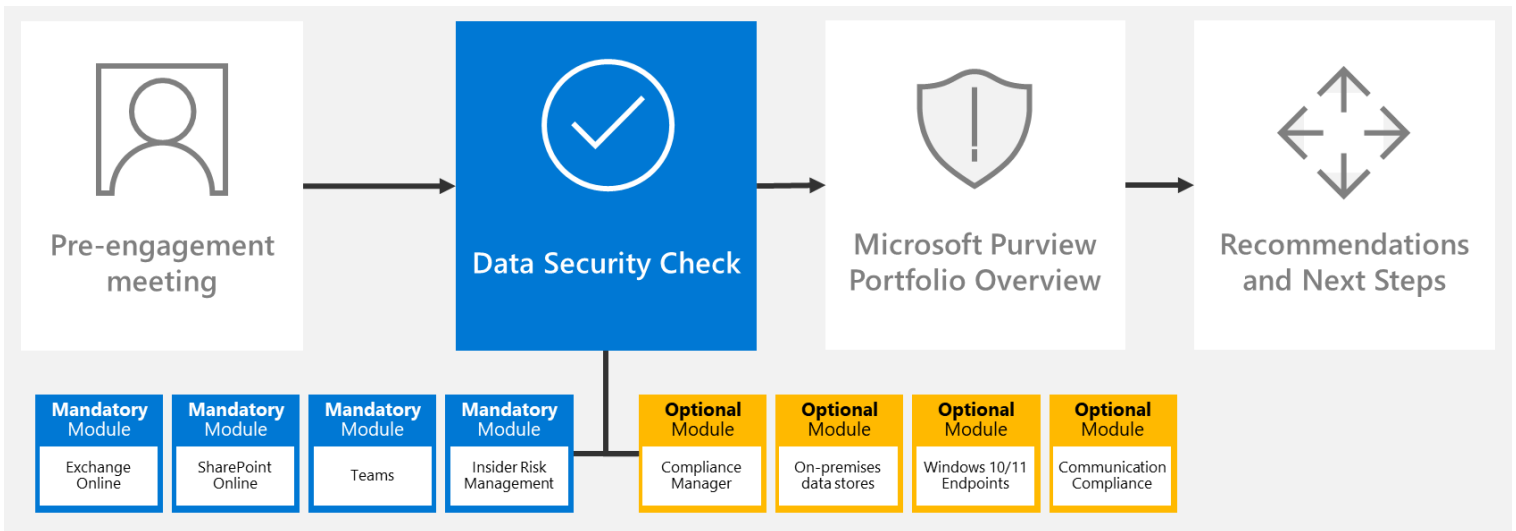 Pre-engagement
meeting
Data Security Check
Microsoft Purview
Portfolio Overview
Recommendations
and Next Steps
Mandatory
Module
Exchange
Online
Mandatory
Module
SharePoint
Online
Mandatory
Module
Teams
Mandatory
Module
Insider Risk
Management
Optional
Module
Compliance
Manager
Optional
Module
On-premises
data stores
Optional
Module
Windows 10/11
Endpoints
Optional
Module
Communication
Compliance